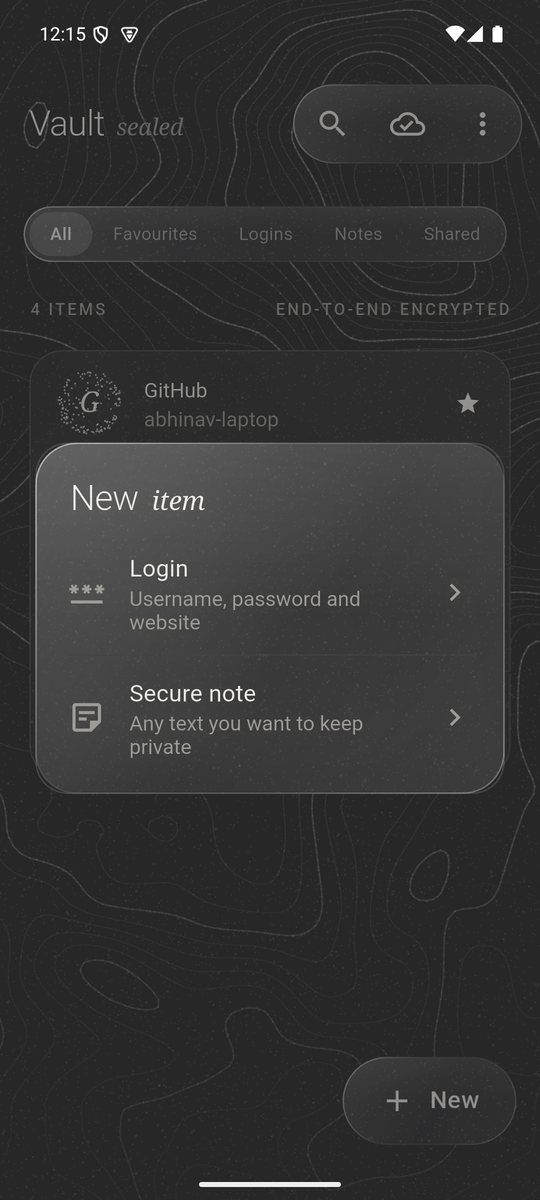 12:15
Vault sealed
All Favourites Logins Notes Shared
4 ITEMS END-TO-END ENCRYPTED
G
GitHub
abhinav-laptop
New item
Login
Username, password and
website
Secure note
Any text you want to keep
private
+ New